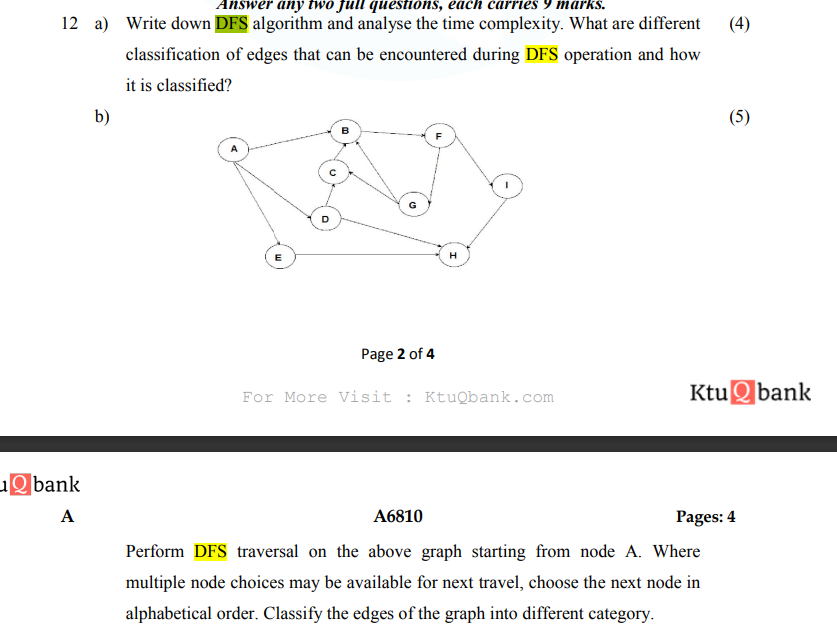 Answer any two full questions, each carries 9 marks.
12 a) Write down DFS algorithm and analyse the time complexity. What are different (4)
classification of edges that can be encountered during DFS operation and how
it is classified?
b) (5)
B
F
A
C
I
G
D
E
H
Page 2 of 4
For More Visit : KtuQbank.com
KtuQbank
uQbank
A A6810 Pages: 4
Perform DFS traversal on the above graph starting from node A. Where
multiple node choices may be available for next travel, choose the next node in
alphabetical order. Classify the edges of the graph into different category.